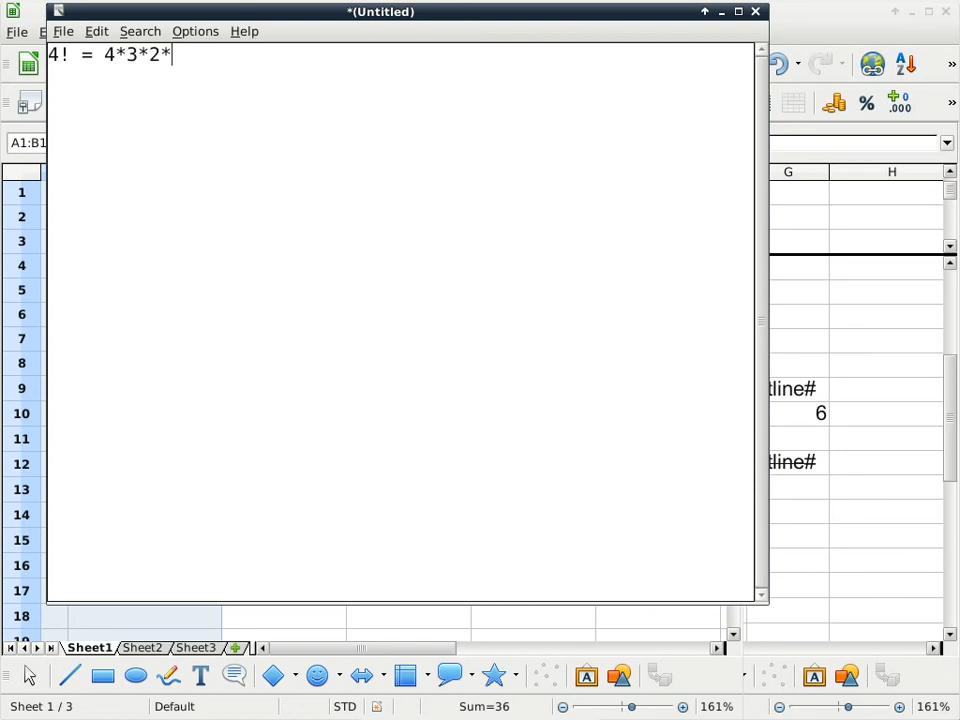 *(Untitled)
File
File Edit Search Options Help
4! = 4*3*2*
A
Z
%
+0
.000
»
»
A1:B1
G H
1
2
3
4
5
6
7
8
9 tline#
10 6
11
12 tline#
13
14
15
16
17
18
Sheet1 Sheet2 Sheet3
T A A
Sheet 1 / 3 Default STD Sum=36 161% 161%